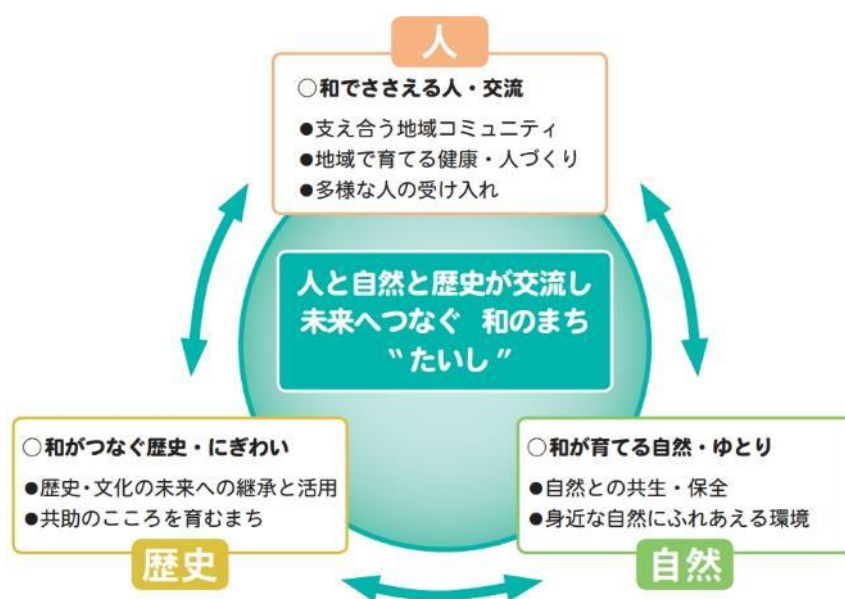 人
○和でささえる人・交流
●支え合う地域コミュニティ
●地域で育てる健康・人づくり
●多様な人の受け入れ
人と自然と歴史が交流し
未来へつなぐ 和のまち
〝たいし〟
○和がつなぐ歴史・にぎわい
●歴史・文化の未来への継承と活用
●共助のこころを育むまち
歴史
○和が育てる自然・ゆとり
●自然との共生・保全
●身近な自然にふれあえる環境
自然